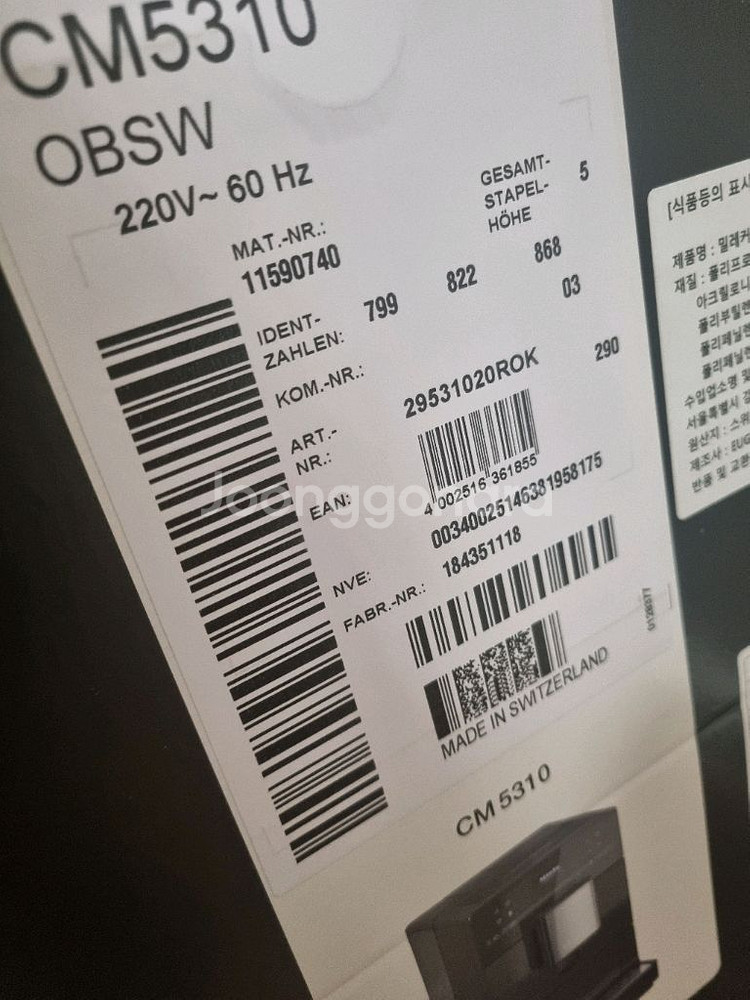 CM5310
OBSW
220V~ 60 Hz
MAT.-NR.:
11590740
GESAMT-
STAPEL-
HÖHE
5
IDENT-
ZAHLEN:
799 822 868
03
KOM.-NR.:
ART.-
NR.:
29531020ROK
290
EAN:
4 002516 361855
NVE:
00340025146381958175
FABR.-NR.:
184351118
MADE IN SWITZERLAND
CM 5310
Joonggonara
[식품등의 표시
제품명 : 밀레커
재질 : 폴리프로
아크릴로니
폴리부틸렌
폴리페닐렌
폴리페닐
수입업소명 및
서울특별시 강
원산지 : 스위
제조사 : EUG
반품 및 교환